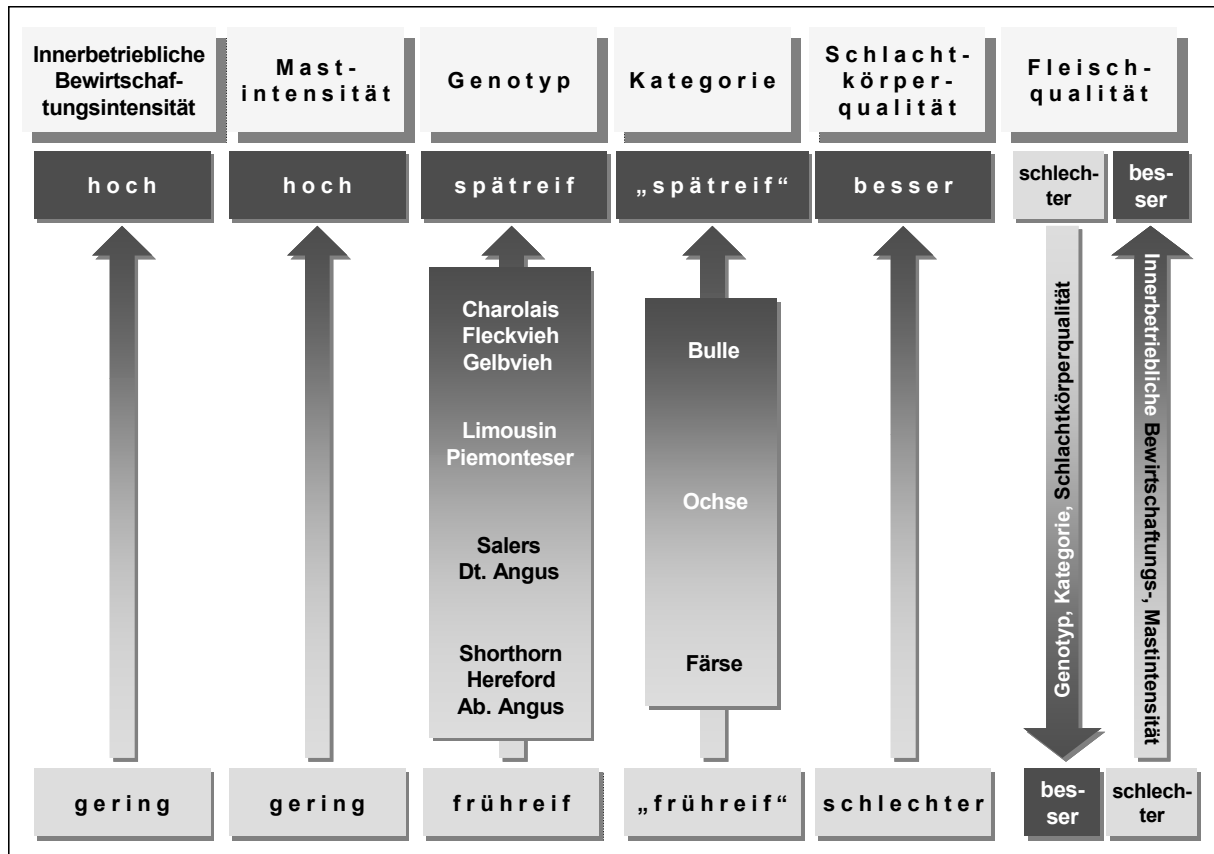 Innerbetriebliche
Bewirtschaf-
tungsintensität
Mast-
intensität
Genotyp
Kategorie
Schlacht-
körper-
qualität
Fleisch-
qualität
hoch
hoch
spätreif
„spätreif“
besser
schlech-
ter
bes-
ser
Charolais
Fleckvieh
Gelbvieh
Limousin
Piemonteser
Salers
Dt. Angus
Shorthorn
Hereford
Ab. Angus
Bulle
Ochse
Färse
Genotyp, Kategorie, Schlachtkörperqualität
Innerbetriebliche Bewirtschaftungs-, Mastintensität
gering
gering
frühreif
„frühreif“
schlechter
bes-
ser
schlech-
ter